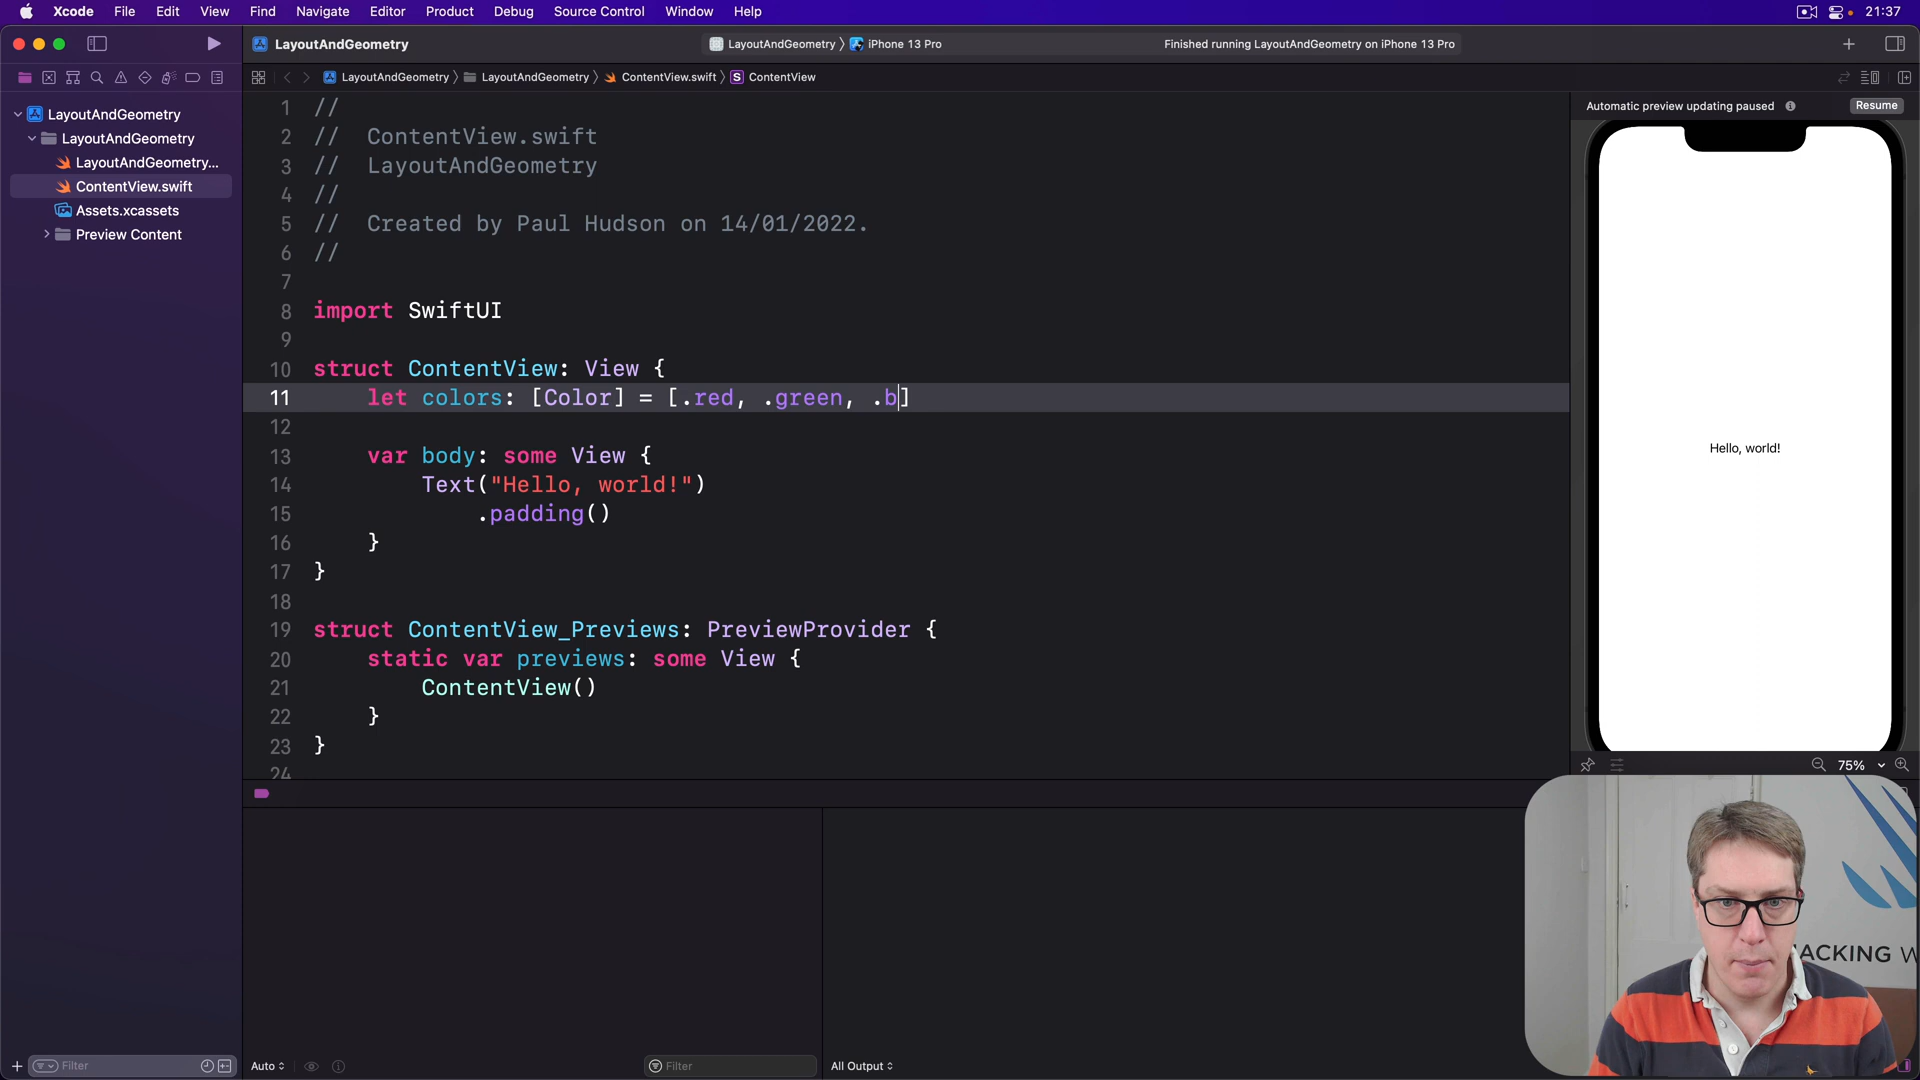 Xcode File Edit View Find Navigate Editor Product Debug Source Control Window Help 21:37
LayoutAndGeometry LayoutAndGeometry iPhone 13 Pro Finished running LayoutAndGeometry on iPhone 13 Pro
LayoutAndGeometry LayoutAndGeometry ContentView.swift S ContentView
LayoutAndGeometry
LayoutAndGeometry
LayoutAndGeometry...
ContentView.swift
Assets.xcassets
Preview Content
1 //
2 // ContentView.swift
3 // LayoutAndGeometry
4 //
5 // Created by Paul Hudson on 14/01/2022.
6 //
7
8 import SwiftUI
9
10 struct ContentView: View {
11 let colors: [Color] = [.red, .green, .b]
12
13 var body: some View {
14 Text("Hello, world!")
15 .padding()
16 }
17 }
18
19 struct ContentView_Previews: PreviewProvider {
20 static var previews: some View {
21 ContentView()
22 }
23 }
24
Automatic preview updating paused Resume
Hello, world!
75%
ACKING W
Filter
Auto
Filter
All Output